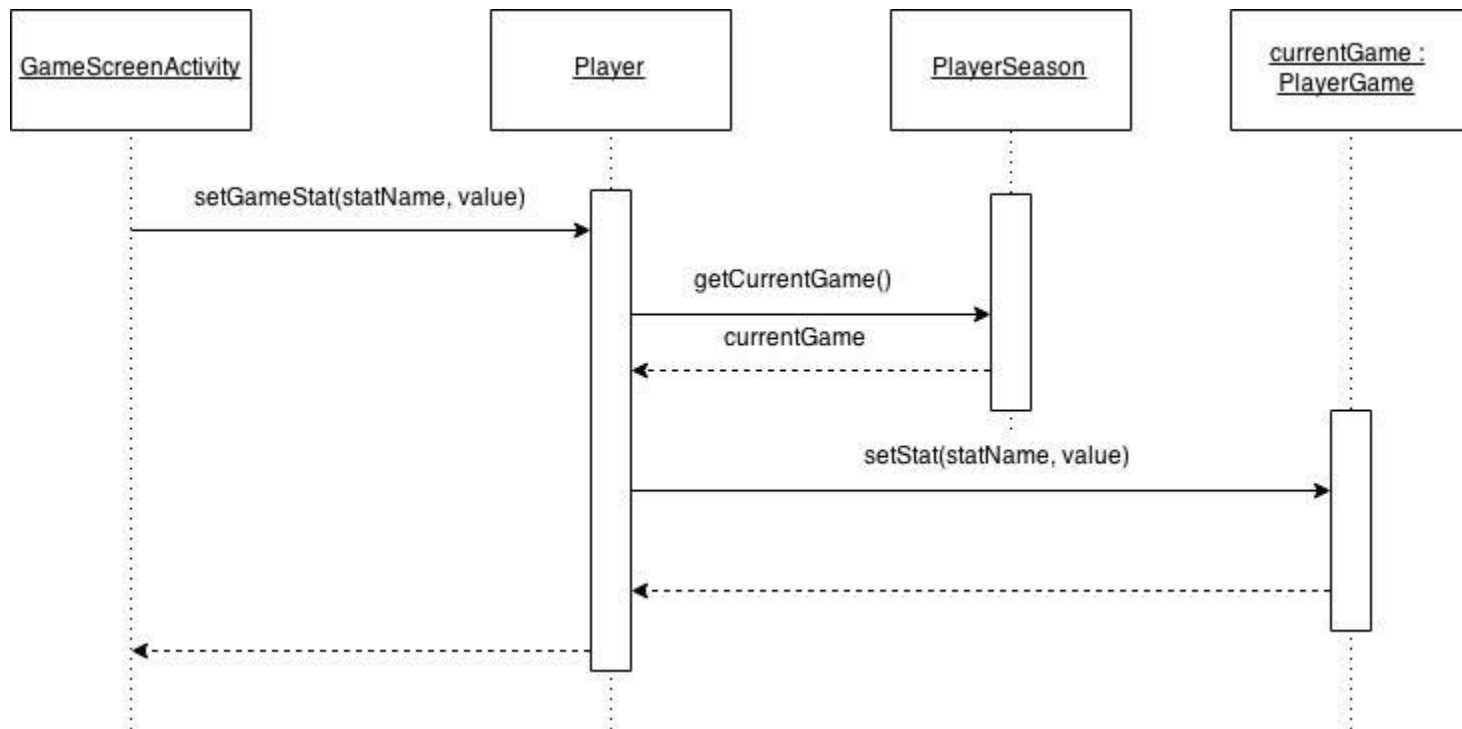 GameScreenActivity
Player
PlayerSeason
currentGame :
PlayerGame
setGameStat(statName, value)
getCurrentGame()
currentGame
setStat(statName, value)